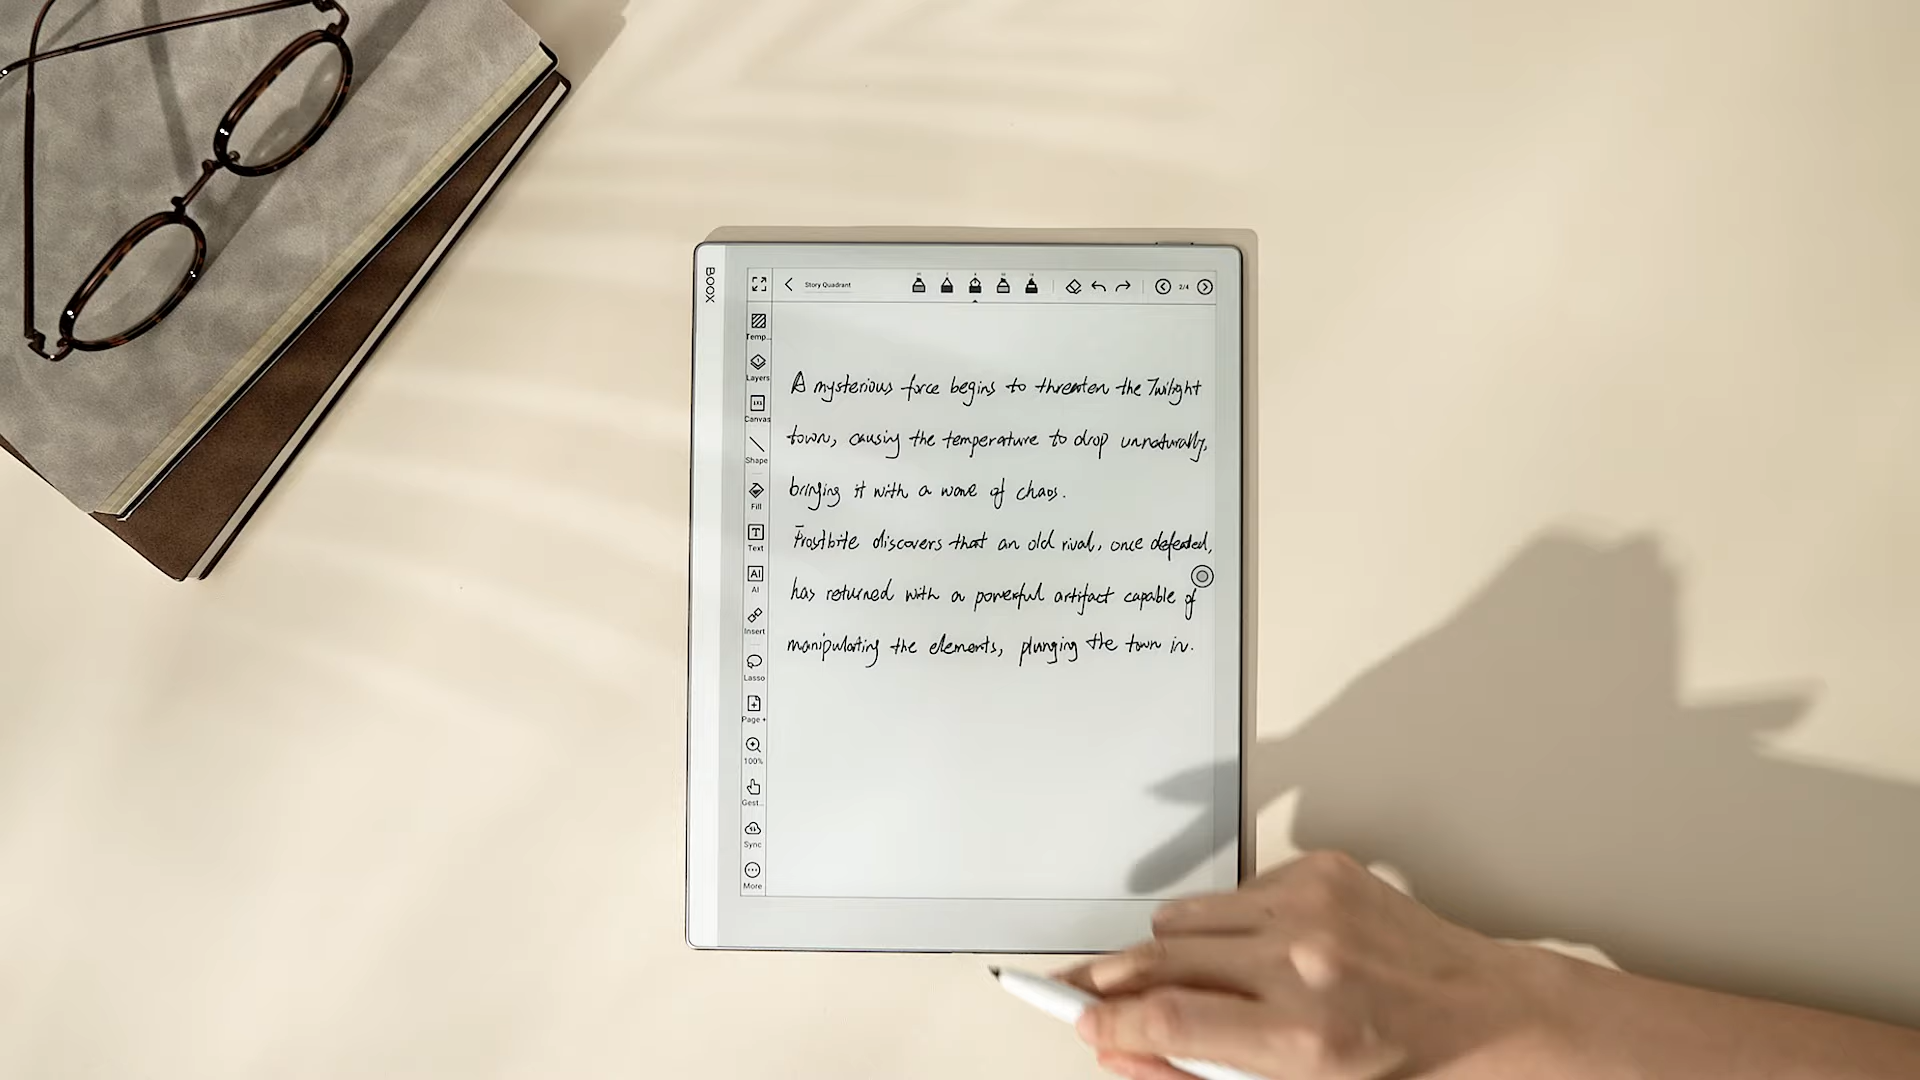 BOOX
Story Quadrant
2/4
Temp...
Layers
Canvas
Shape
Fill
Text
AI
AI
Insert
Lasso
Page +
100%
Gest...
Sync
More
A mysterious force begins to threaten the Twilight
town, causing the temperature to drop unnaturally,
bringing it with a wave of chaos.
Frostbite discovers that an old rival, once defeated,
has returned with a powerful artifact capable of
manipulating the elements, plunging the town in.